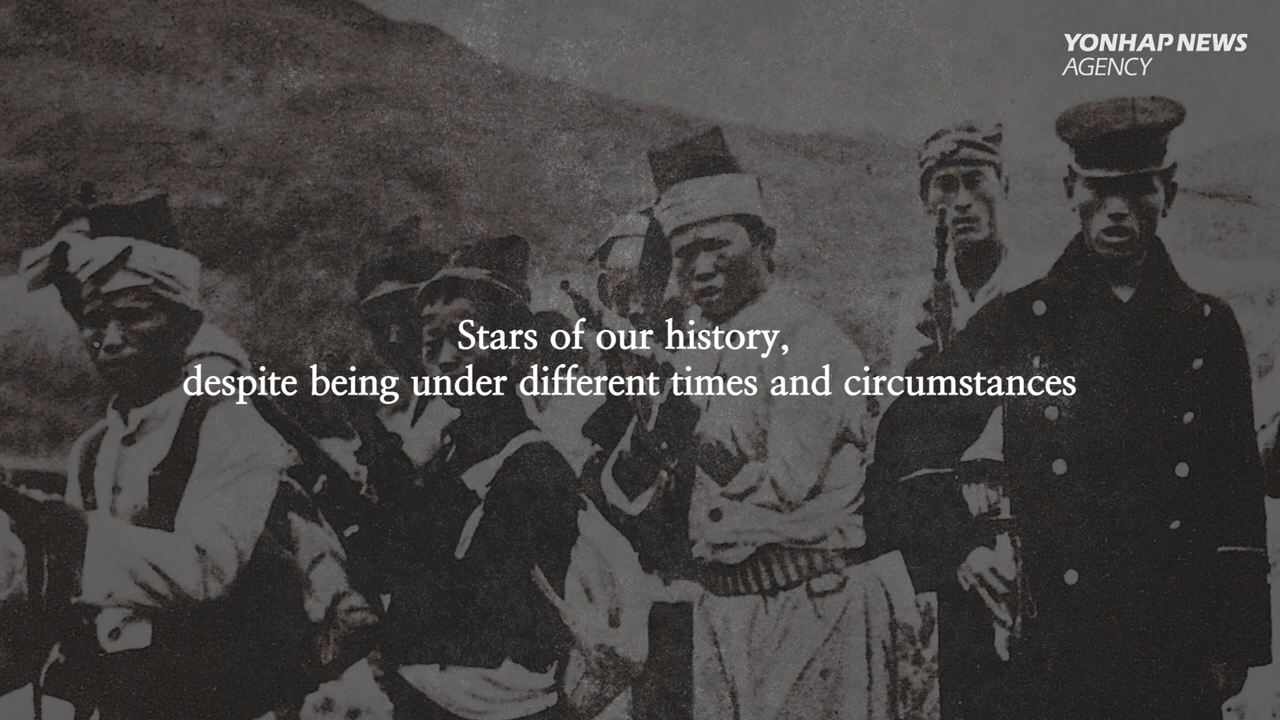 YONHAP NEWS
AGENCY
Stars of our history,
despite being under different times and circumstances